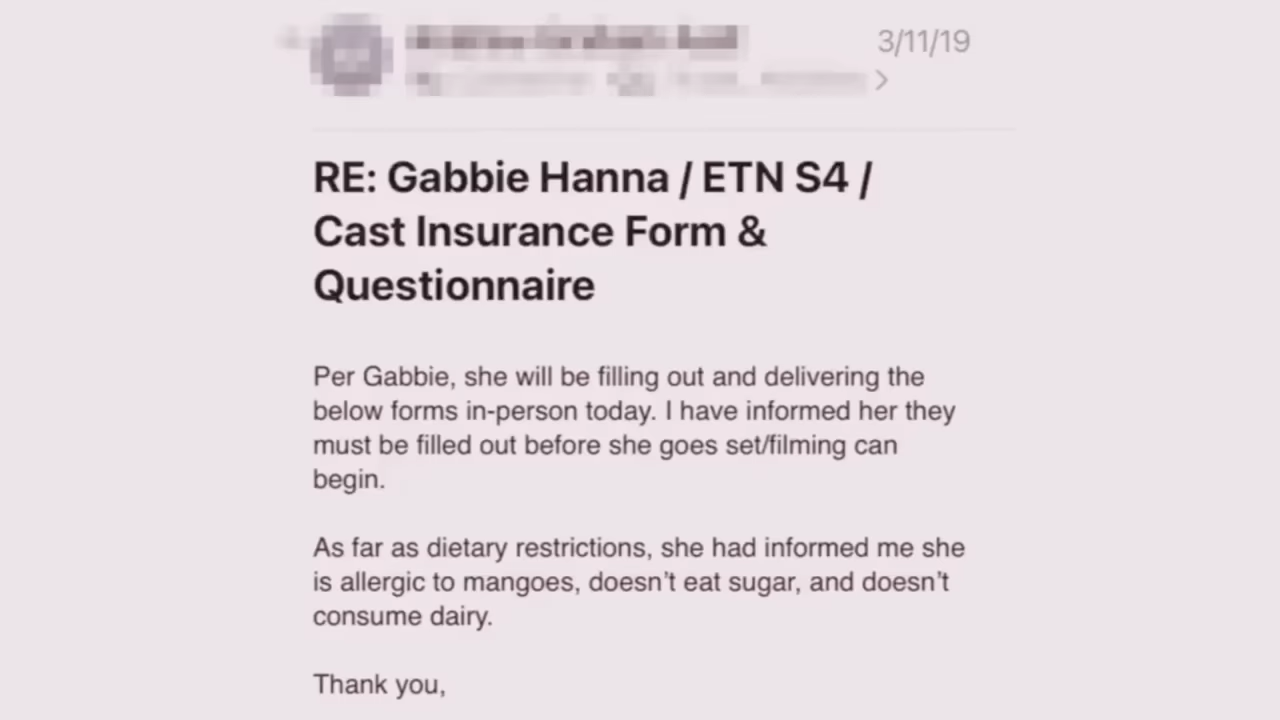 3/11/19
RE: Gabbie Hanna / ETN S4 /
Cast Insurance Form &
Questionnaire
Per Gabbie, she will be filling out and delivering the
below forms in-person today. I have informed her they
must be filled out before she goes set/filming can
begin.
As far as dietary restrictions, she had informed me she
is allergic to mangoes, doesn’t eat sugar, and doesn’t
consume dairy.
Thank you,